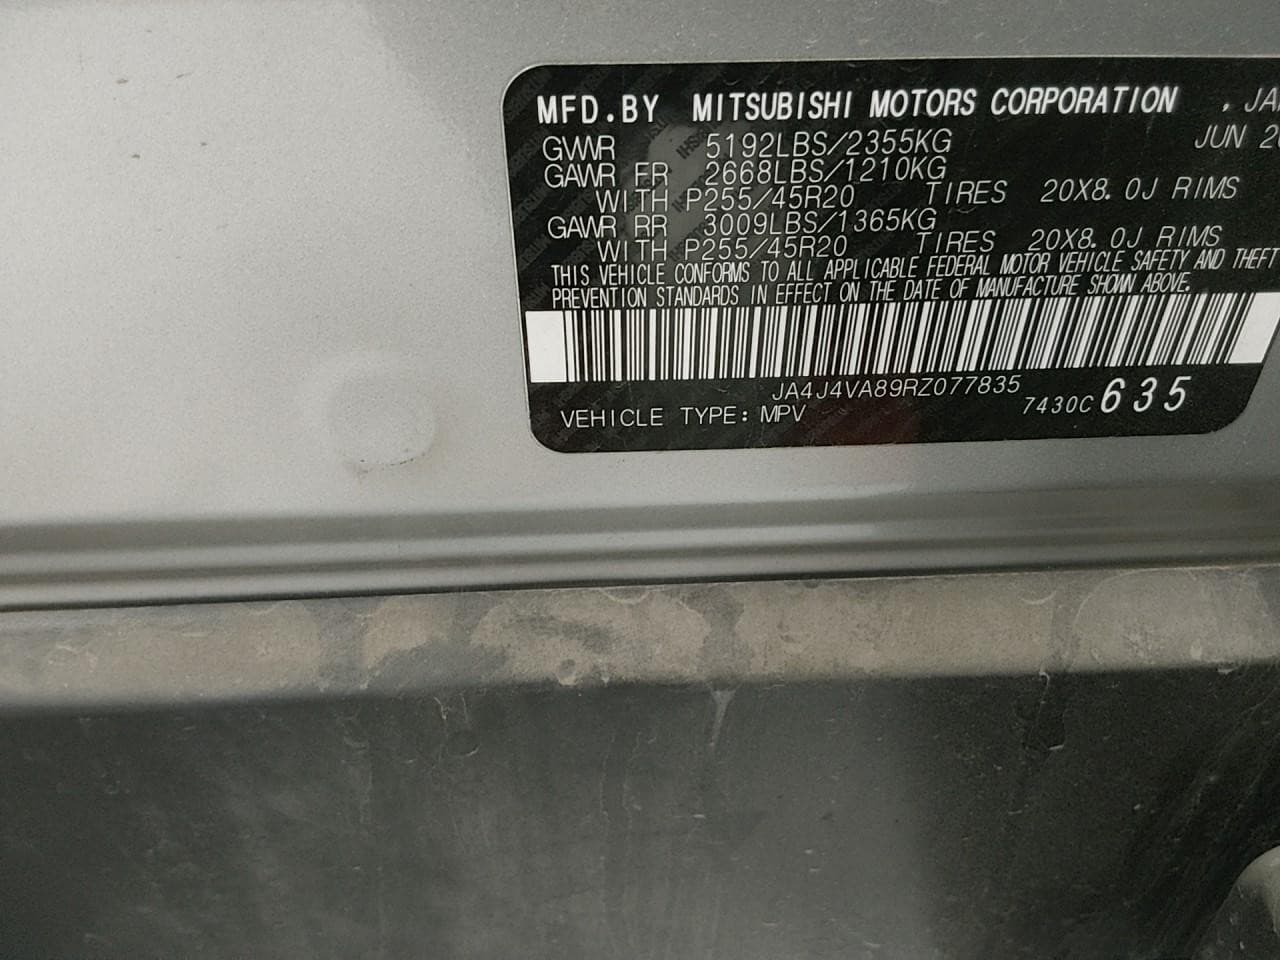 MFD.BY MITSUBISHI MOTORS CORPORATION
GVWR 5192LBS/2355KG JUN
GAWR FR 2668LBS/1210KG
WITH P255/45R20 TIRES 20X8.0J RIMS
GAWR RR 3009LBS/1365KG
WITH P255/45R20 TIRES 20X8.0J RIMS
THIS VEHICLE CONFORMS TO ALL APPLICABLE FEDERAL MOTOR VEHICLE SAFETY AND THEFT
PREVENTION STANDARDS IN EFFECT ON THE DATE OF MANUFACTURE SHOWN ABOVE.
JA4J4VA89RZ077835
VEHICLE TYPE: MPV 7430C 635